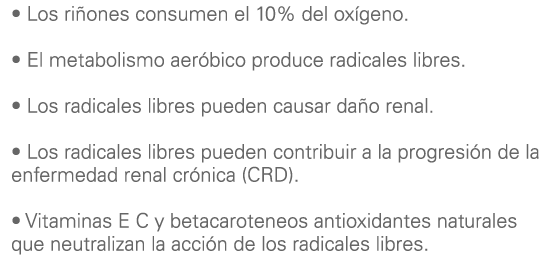 • Los riñones consumen el 10% del oxígeno.
• El metabolismo aeróbico produce radicales libres.
• Los radicales libres pueden causar daño renal.
• Los radicales libres pueden contribuir a la progresión de la
enfermedad renal crónica (CRD).
• Vitaminas E C y betacaroteneos antioxidantes naturales
que neutralizan la acción de los radicales libres.